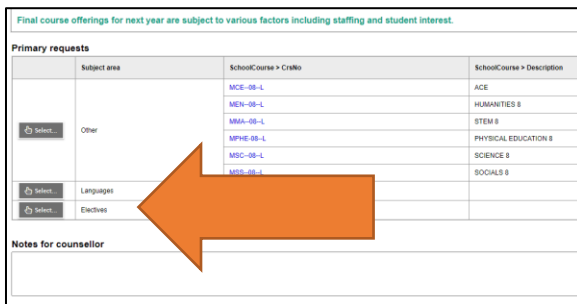 Final course offerings for next year are subject to various factors including staffing and student interest.
Primary requests
Subject area SchoolCourse > CrsNo SchoolCourse > Description
MCE--08--L ACE
MEN--08--L HUMANITIES 8
MMA--08--L STEM 8
Select... Other
MPHE-08--L PHYSICAL EDUCATION 8
MSC--08--L SCIENCE 8
MSS--08--L SOCIALS 8
Select... Languages
Select... Electives
Notes for counsellor